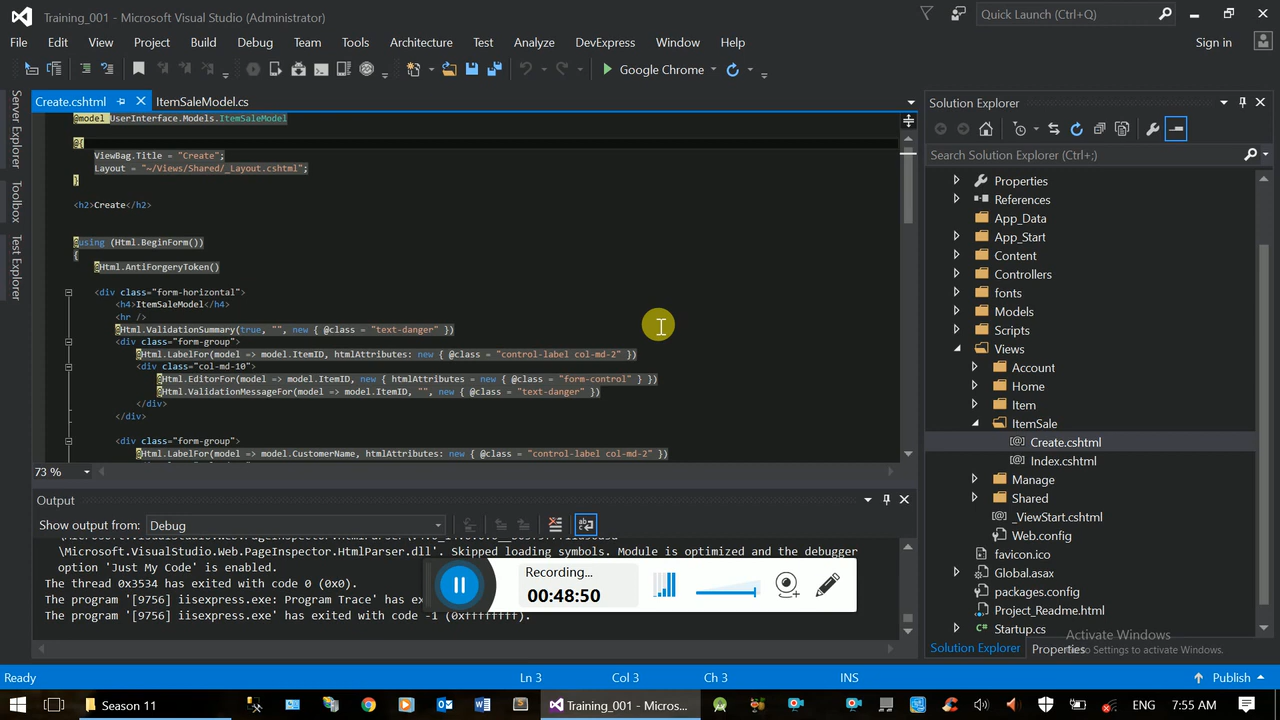 Training_001 - Microsoft Visual Studio (Administrator)
Quick Launch (Ctrl+Q)
File Edit View Project Build Debug Team Tools Architecture Test Analyze DevExpress Window Help
Sign in
Google Chrome
Server Explorer
Toolbox
Test Explorer
Create.cshtml
ItemSaleModel.cs
@model UserInterface.Models.ItemSaleModel
@{
ViewBag.Title = "Create";
Layout = "~/Views/Shared/_Layout.cshtml";
}
<h2>Create</h2>
@using (Html.BeginForm())
{
@Html.AntiForgeryToken()
<div class="form-horizontal">
<h4>ItemSaleModel</h4>
<hr />
@Html.ValidationSummary(true, "", new { @class = "text-danger" })
<div class="form-group">
@Html.LabelFor(model => model.ItemID, htmlAttributes: new { @class = "control-label col-md-2" })
<div class="col-md-10">
@Html.EditorFor(model => model.ItemID, new { htmlAttributes = new { @class = "form-control" } })
@Html.ValidationMessageFor(model => model.ItemID, "", new { @class = "text-danger" })
</div>
</div>
<div class="form-group">
@Html.LabelFor(model => model.CustomerName, htmlAttributes: new { @class = "control-label col-md-2" })
73 %
Output
Show output from: Debug
\Microsoft.VisualStudio.Web.PageInspector.HtmlParser.dll'. Skipped loading symbols. Module is optimized and the debugger
option 'Just My Code' is enabled.
The thread 0x3534 has exited with code 0 (0x0).
The program '[9756] iisexpress.exe: Program Trace' has
The program '[9756] iisexpress.exe' has exited with code -1 (0xffffffff).
Recording...
00:48:50
Solution Explorer
Search Solution Explorer (Ctrl+;)
Properties
References
App_Data
App_Start
Content
Controllers
fonts
Models
Scripts
Views
Account
Home
Item
ItemSale
Create.cshtml
Index.cshtml
Manage
Shared
_ViewStart.cshtml
Web.config
favicon.ico
Global.asax
packages.config
Project_Readme.html
Startup.cs
Activate Windows
Solution Explorer
Properties
to Settings to activate Windows.
Ready
Ln 3
Col 3
Ch 3
INS
Publish
Season 11
Training_001 - Micros...
ENG
7:55 AM